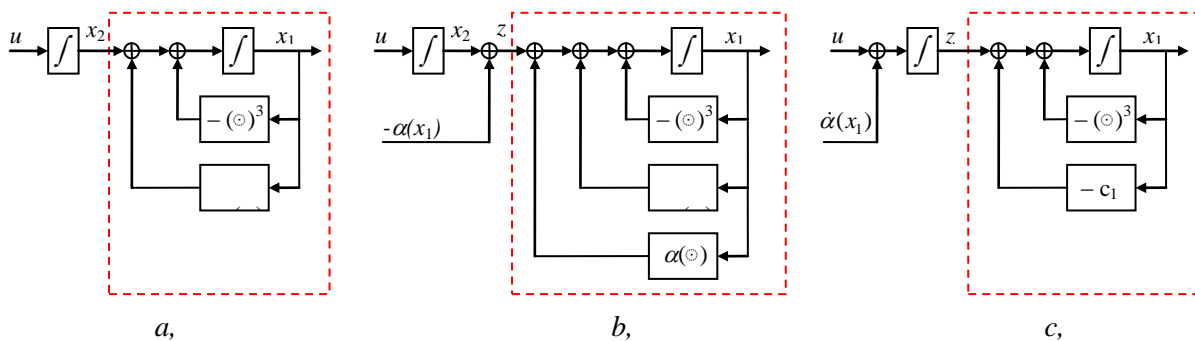 u ∫ x₂ ∫ x₁
− (⊙)³
u ∫ x₂ z ∫ x₁
-α(x₁)
− (⊙)³
α(⊙)
u ∫ z ∫ x₁
α̇(x₁)
− (⊙)³
− c₁
a,
b,
c,